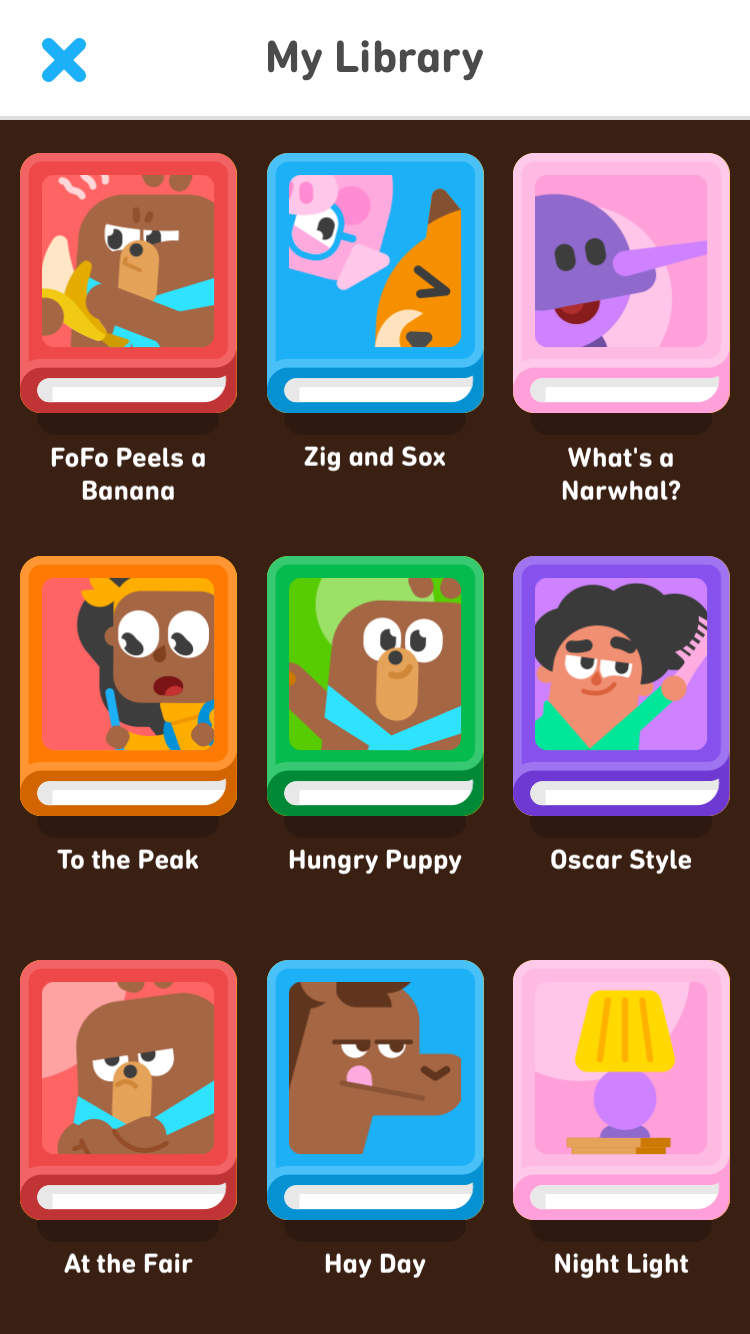 My Library
FoFo Peels a
Banana
Zig and Sox
What's a
Narwhal?
To the Peak
Hungry Puppy
Oscar Style
At the Fair
Hay Day
Night Light